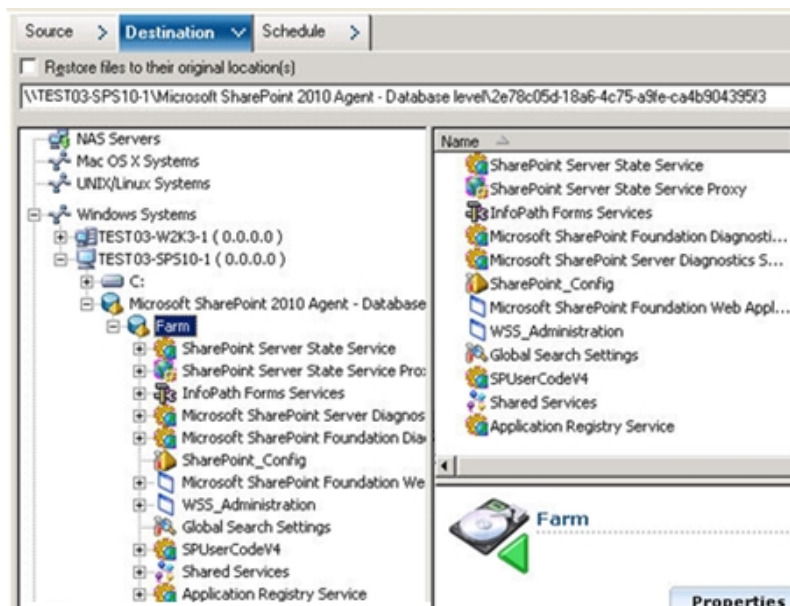 Source > Destination Schedule >
Restore files to their original location(s)
\\TEST03-SPS10-1\Microsoft SharePoint 2010 Agent - Database level\2e78c05d-18a6-4c75-a9fe-ca4b904395f3
NAS Servers
Mac OS X Systems
UNIX/Linux Systems
Windows Systems
TEST03-W2K3-1 ( 0.0.0.0 )
TEST03-SPS10-1 ( 0.0.0.0 )
C:
Microsoft SharePoint 2010 Agent - Database
Farm
SharePoint Server State Service
SharePoint Server State Service Prox
InfoPath Forms Services
Microsoft SharePoint Server Diagnos
Microsoft SharePoint Foundation Dia
SharePoint_Config
Microsoft SharePoint Foundation We
WSS_Administration
Global Search Settings
SPUserCodeV4
Shared Services
Application Registry Service
Name
SharePoint Server State Service
SharePoint Server State Service Proxy
InfoPath Forms Services
Microsoft SharePoint Foundation Diagnosti...
Microsoft SharePoint Server Diagnostics S...
SharePoint_Config
Microsoft SharePoint Foundation Web Appl...
WSS_Administration
Global Search Settings
SPUserCodeV4
Shared Services
Application Registry Service
Farm
Properties